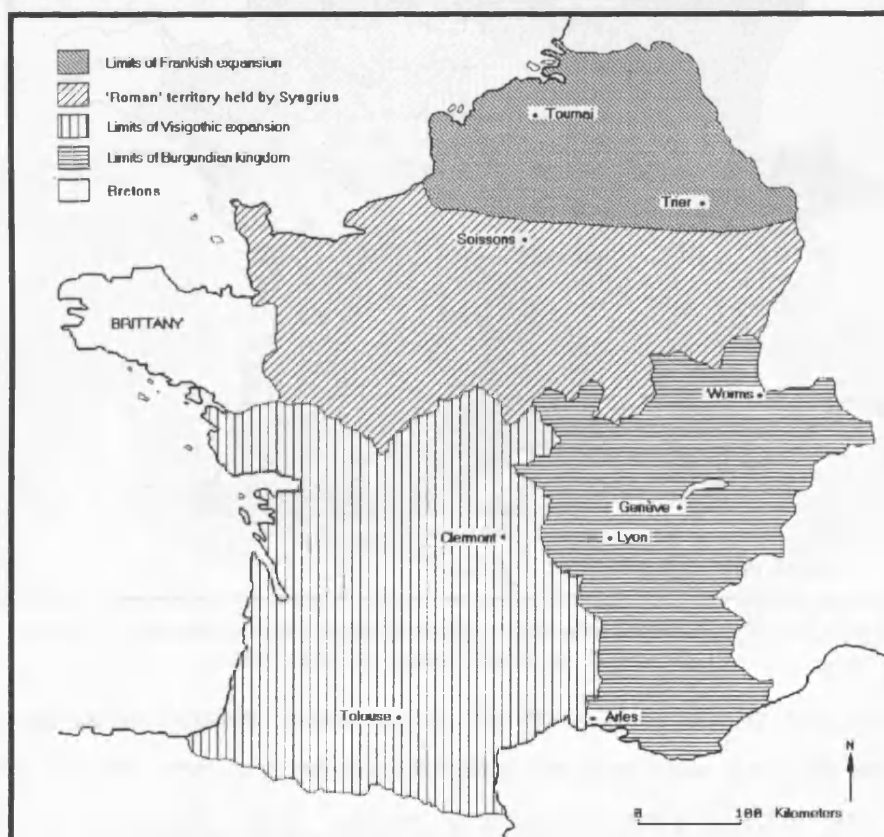 Limits of Frankish expansion
'Roman' territory held by Syagrius
Limits of Visigothic expansion
Limits of Burgundian kingdom
Bretons
Tournai
Trier
Soissons
BRITTANY
Worms
Genève
Clermont
Lyon
Tolouse
Arles
N
0 100 Kilometers